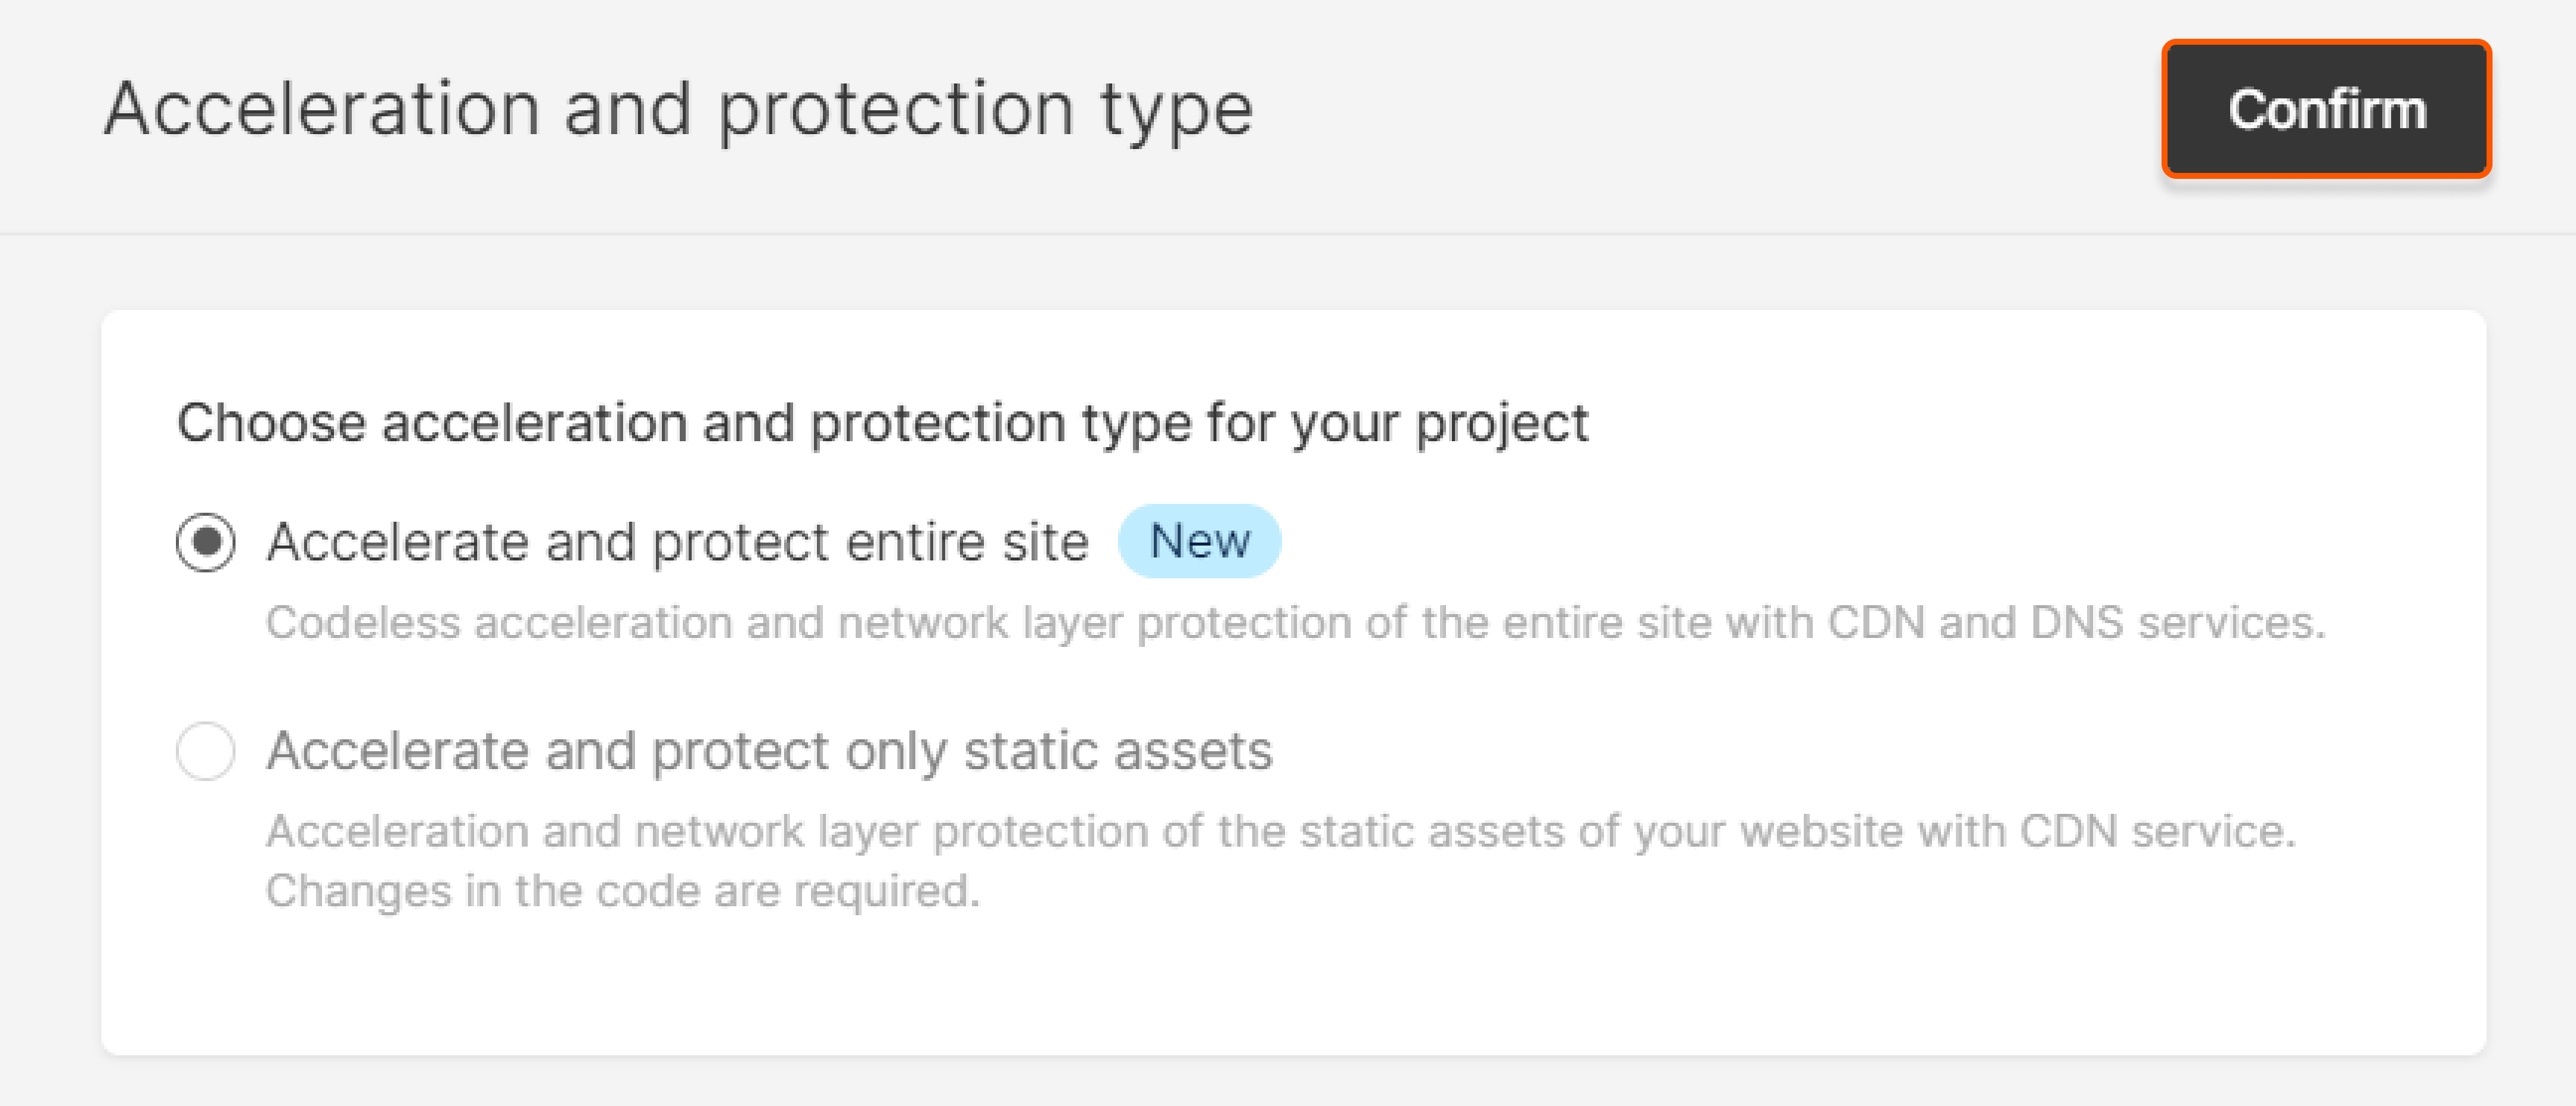 Acceleration and protection type
Confirm
Choose acceleration and protection type for your project
Accelerate and protect entire site New
Codeless acceleration and network layer protection of the entire site with CDN and DNS services.
Accelerate and protect only static assets
Acceleration and network layer protection of the static assets of your website with CDN service.
Changes in the code are required.